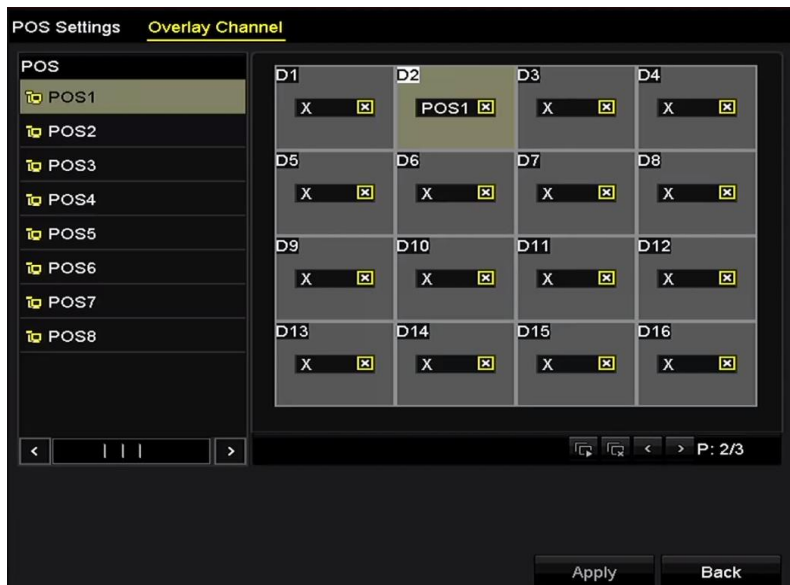 POS Settings Overlay Channel
POS
POS1
POS2
POS3
POS4
POS5
POS6
POS7
POS8
D1 D2 D3 D4
X POS1 X X
D5 D6 D7 D8
X X X X
D9 D10 D11 D12
X X X X
D13 D14 D15 D16
X X X X
P: 2/3
Apply Back